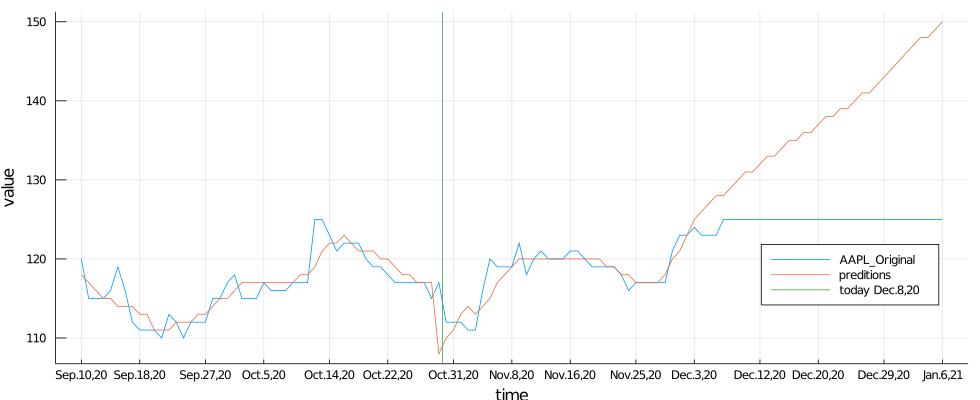 150
140
130
120
110
value
Sep.10,20 Sep.18,20 Sep.27,20 Oct.5,20 Oct.14,20 Oct.22,20 Oct.31,20 Nov.8,20 Nov.16,20 Nov.25,20 Dec.3,20 Dec.12,20 Dec.20,20 Dec.29,20 Jan.6,21
time
AAPL_Original
preditions
today Dec.8,20